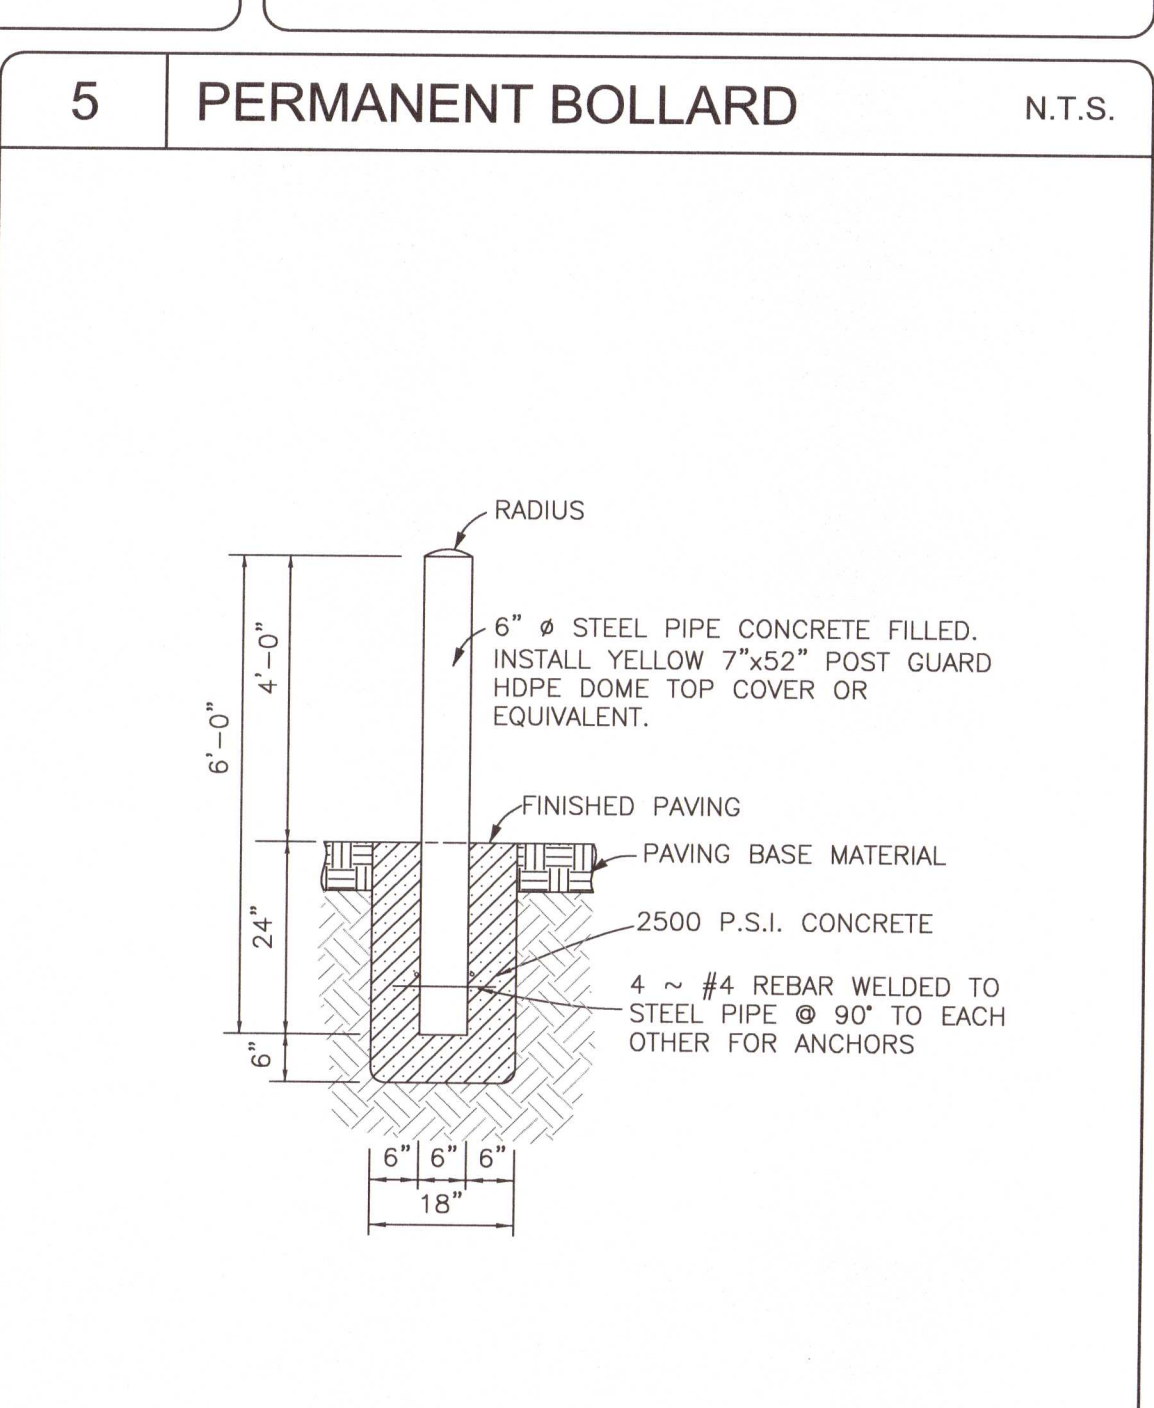 5
PERMANENT BOLLARD
N.T.S.
RADIUS
6" ø STEEL PIPE CONCRETE FILLED.
INSTALL YELLOW 7"x52" POST GUARD
HDPE DOME TOP COVER OR
EQUIVALENT.
4'-0"
6'-0"
FINISHED PAVING
PAVING BASE MATERIAL
24"
2500 P.S.I. CONCRETE
4 ~ #4 REBAR WELDED TO
STEEL PIPE @ 90° TO EACH
OTHER FOR ANCHORS
6"
6" 6" 6"
18"